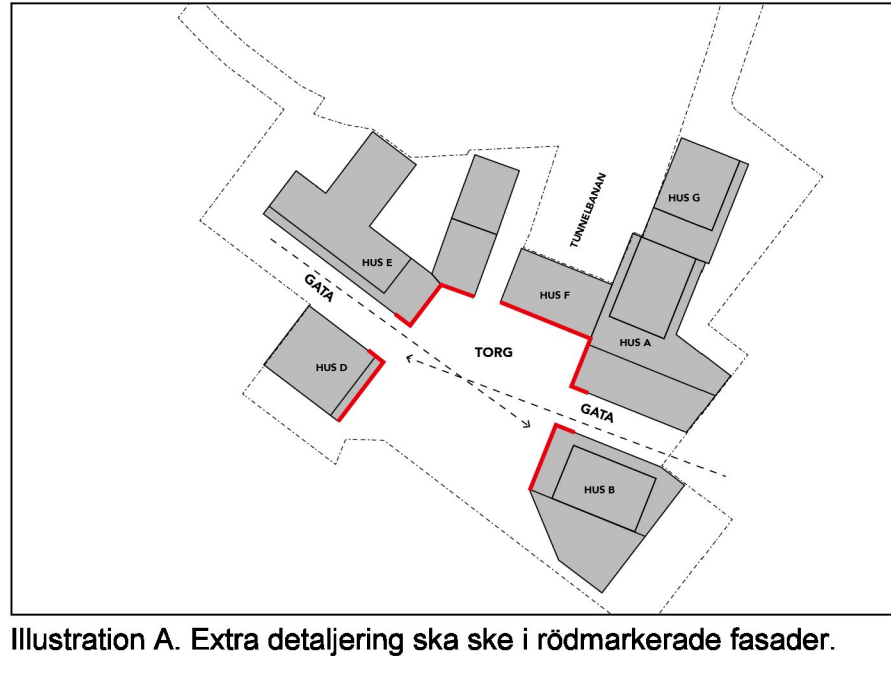 HUS G
TUNNELBANAN
HUS E
GATA
HUS F
HUS A
TORG
HUS D
GATA
HUS B
Illustration A. Extra detaljering ska ske i rödmarkerade fasader.